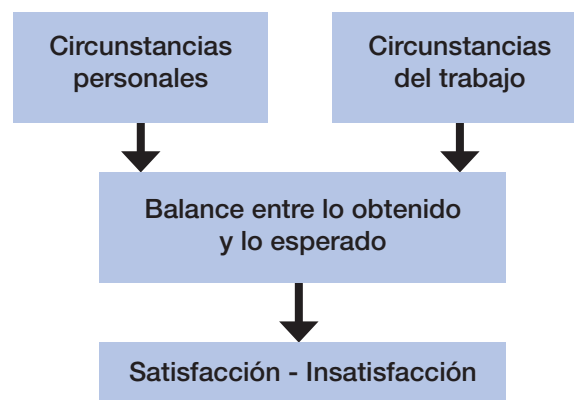 Circunstancias
personales
Circunstancias
del trabajo
Balance entre lo obtenido
y lo esperado
Satisfacción - Insatisfacción